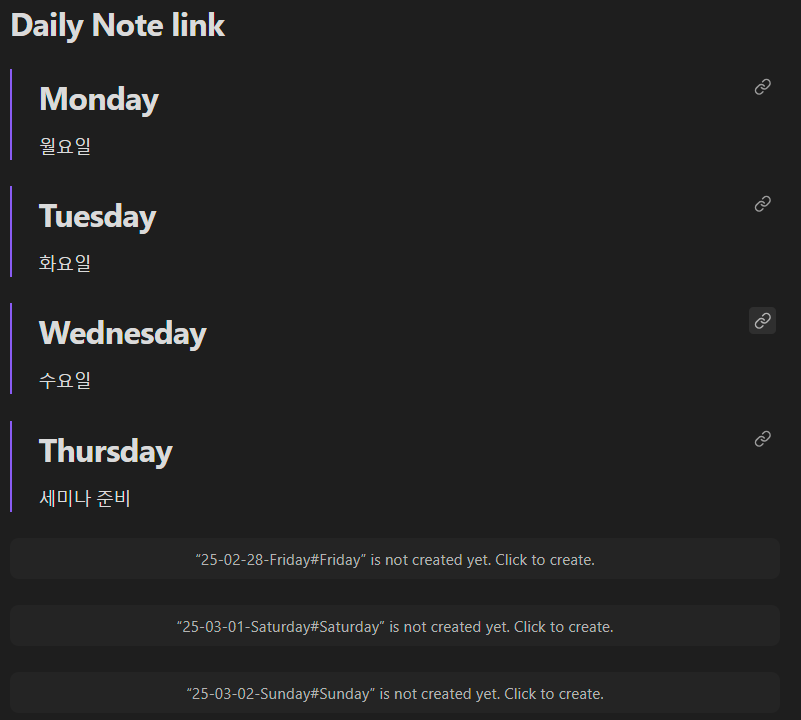 Daily Note link
Monday
월요일
Tuesday
화요일
Wednesday
수요일
Thursday
세미나 준비
“25-02-28-Friday#Friday” is not created yet. Click to create.
“25-03-01-Saturday#Saturday” is not created yet. Click to create.
“25-03-02-Sunday#Sunday” is not created yet. Click to create.